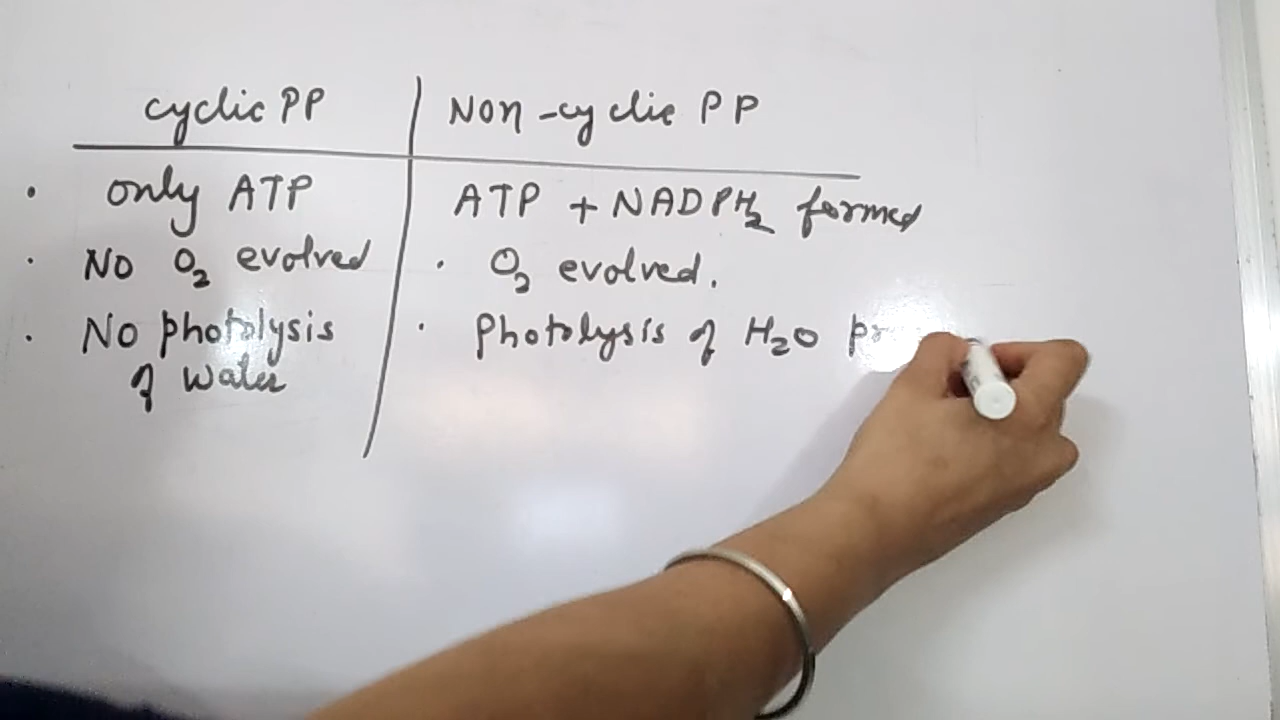 cyclic PP | Non-cyclic PP
. only ATP | ATP + NADPH₂ formed
. No O₂ evolved | . O₂ evolved.
. No photolysis | . Photolysis of H₂O
of water